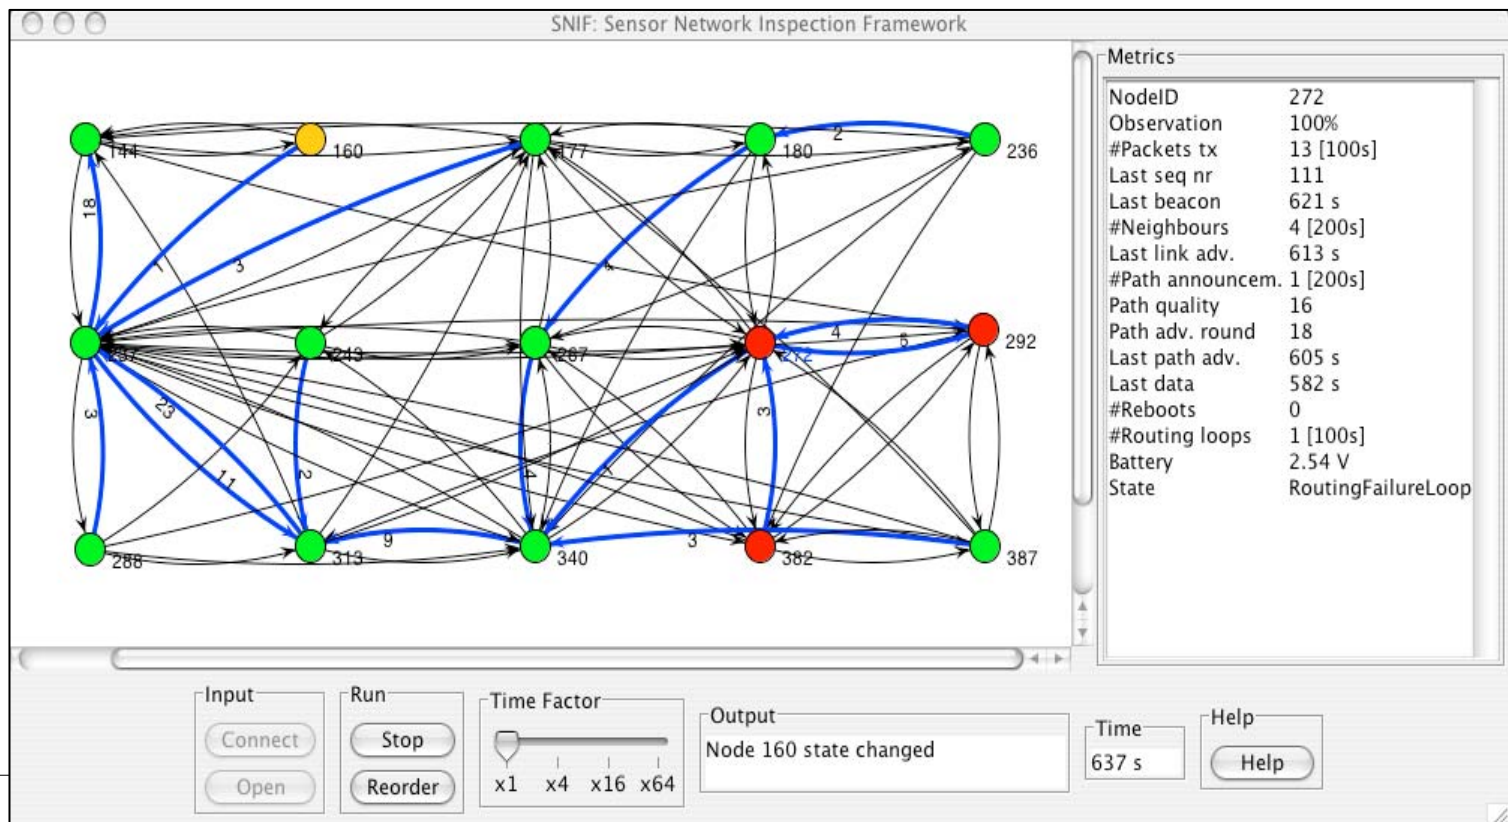 SNIF: Sensor Network Inspection Framework
144
160
177
180
2
236
18
1
3
4
237
243
267
272
4
6
292
3
23
11
2
4
1
3
288
313
9
340
3
382
387
Metrics
NodeID 272
Observation 100%
#Packets tx 13 [100s]
Last seq nr 111
Last beacon 621 s
#Neighbours 4 [200s]
Last link adv. 613 s
#Path announcem. 1 [200s]
Path quality 16
Path adv. round 18
Last path adv. 605 s
Last data 582 s
#Reboots 0
#Routing loops 1 [100s]
Battery 2.54 V
State RoutingFailureLoop
Input
Connect
Open
Run
Stop
Reorder
Time Factor
x1 x4 x16 x64
Output
Node 160 state changed
Time
637 s
Help
Help